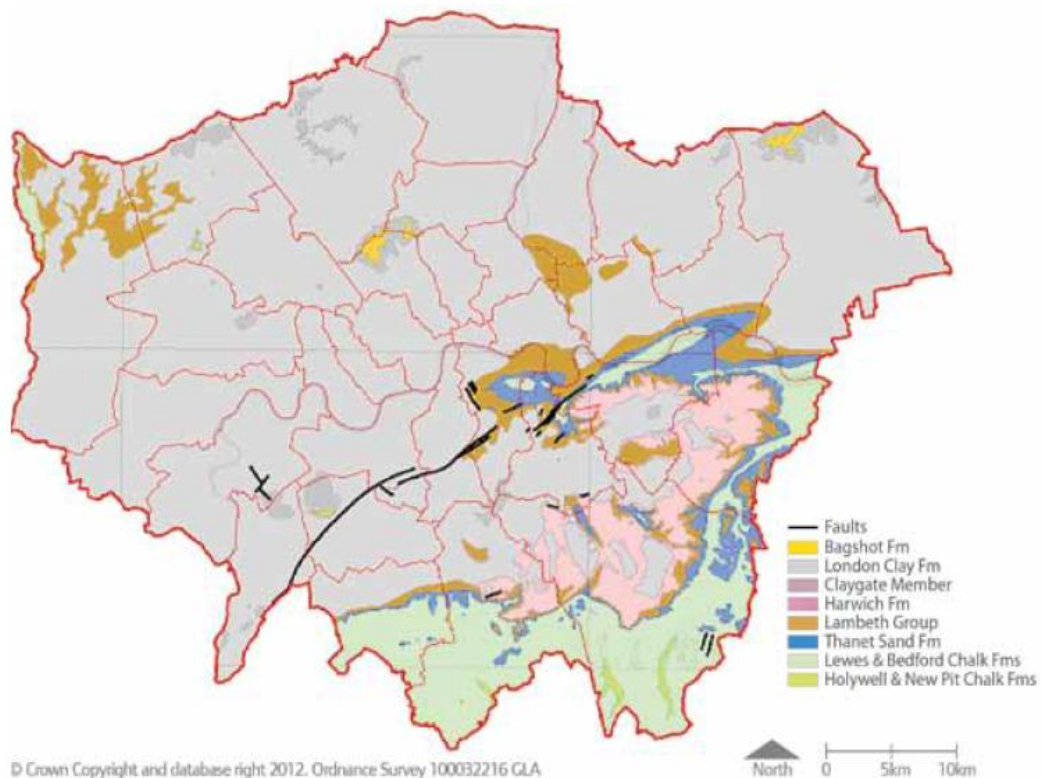 Faults
Bagshot Fm
London Clay Fm
Claygate Member
Harwich Fm
Lambeth Group
Thanet Sand Fm
Lewes & Bedford Chalk Fms
Holywell & New Pit Chalk Fms
D Crown Copyright and database right 2012. Ordnance Survey 100032216 GLA
North 0 5km 10km